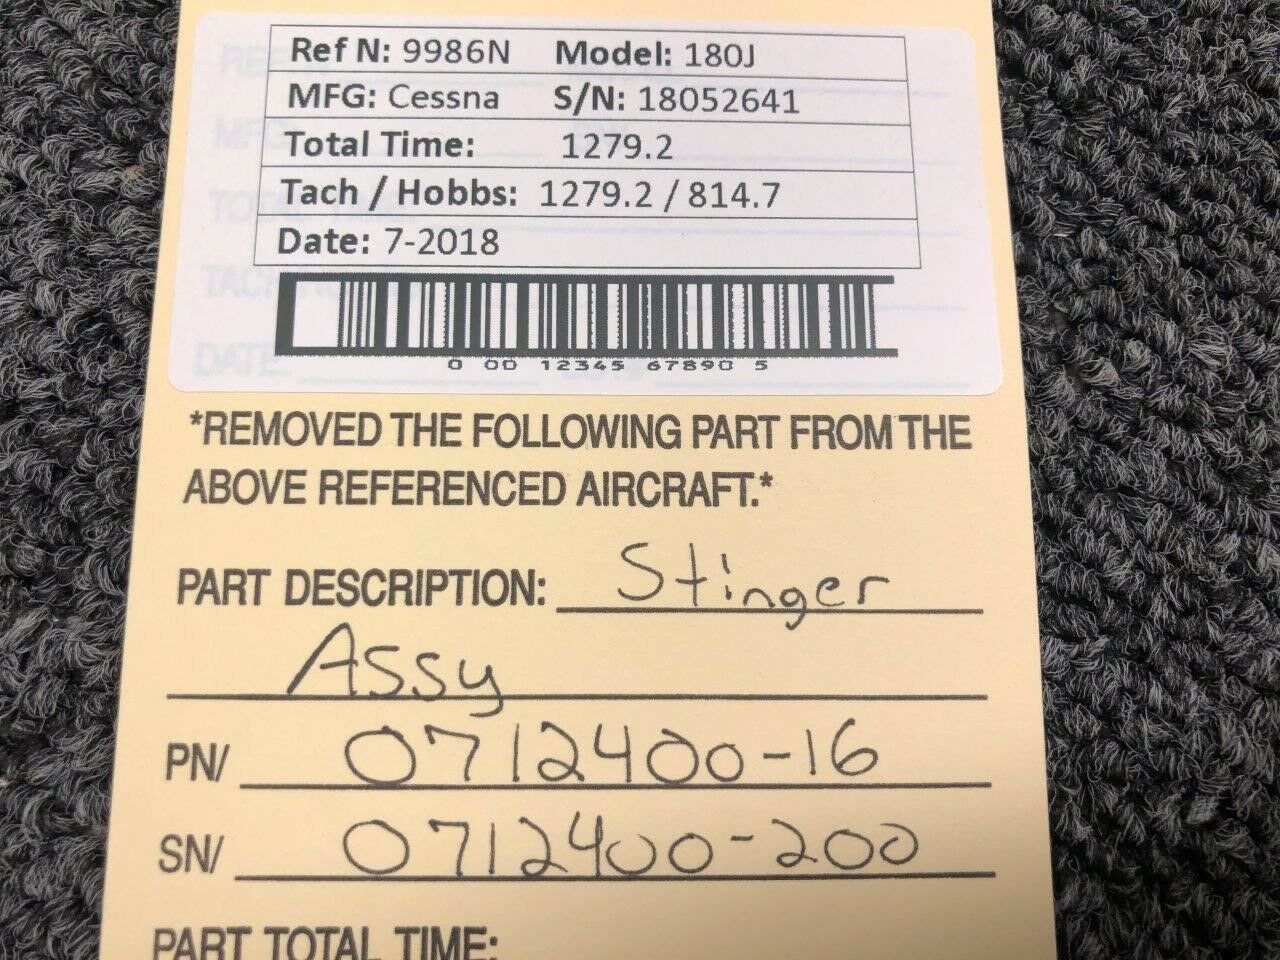 Ref N: 9986N Model: 180J
MFG: Cessna S/N: 18052641
Total Time: 1279.2
Tach / Hobbs: 1279.2 / 814.7
Date: 7-2018
0 00 12345 67890 5
*REMOVED THE FOLLOWING PART FROM THE
ABOVE REFERENCED AIRCRAFT.*
PART DESCRIPTION: Stinger
Assy
PN/ 0712400-16
SN/ 0712400-200
PART TOTAL TIME: